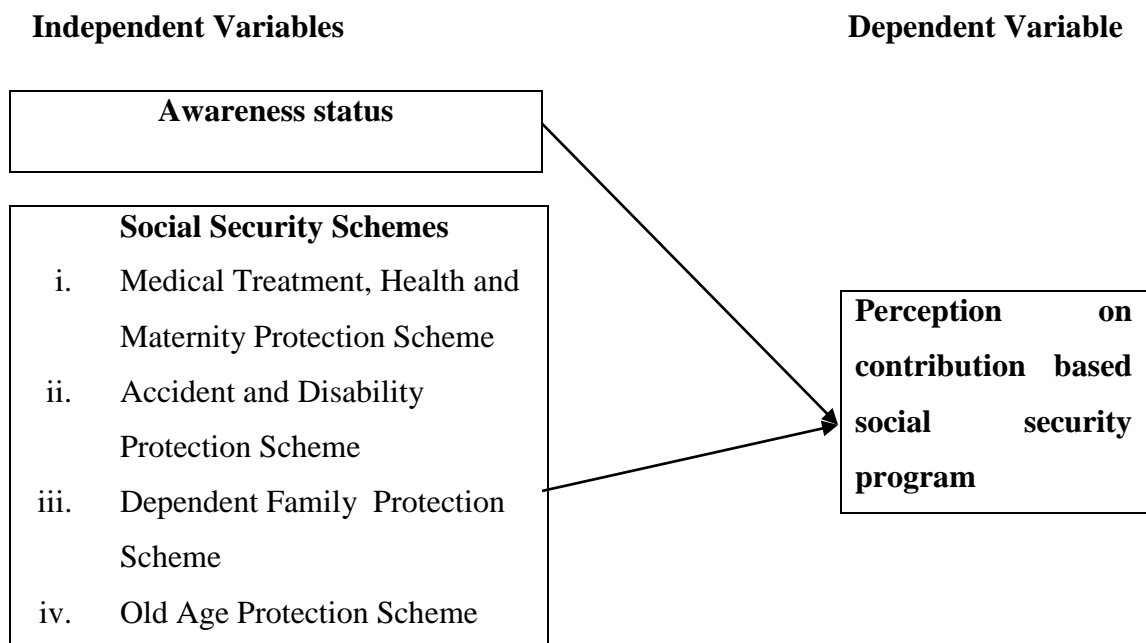 Independent Variables
Dependent Variable
Awareness status
Social Security Schemes
i. Medical Treatment, Health and
Maternity Protection Scheme
ii. Accident and Disability
Protection Scheme
iii. Dependent Family Protection
Scheme
iv. Old Age Protection Scheme
Perception on
contribution based
social security
program